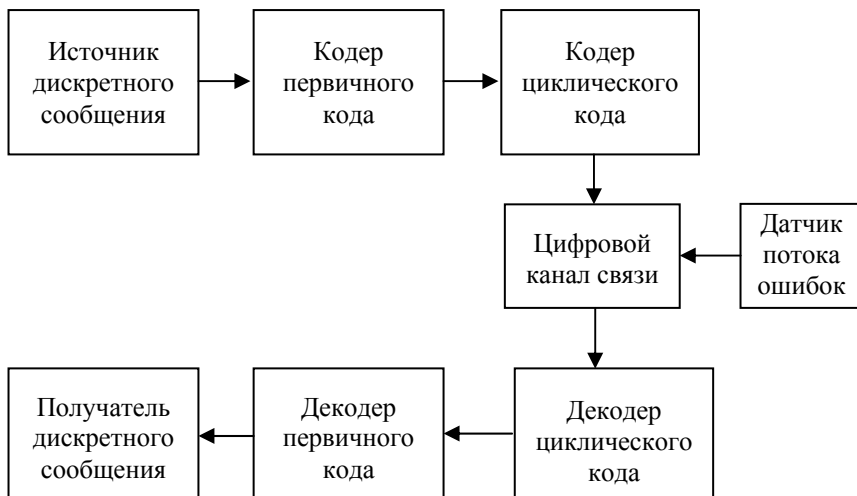 Источник
дискретного
сообщения
Кодер
первичного
кода
Кодер
циклического
кода
Цифровой
канал связи
Датчик
потока
ошибок
Получатель
дискретного
сообщения
Декодер
первичного
кода
Декодер
циклического
кода